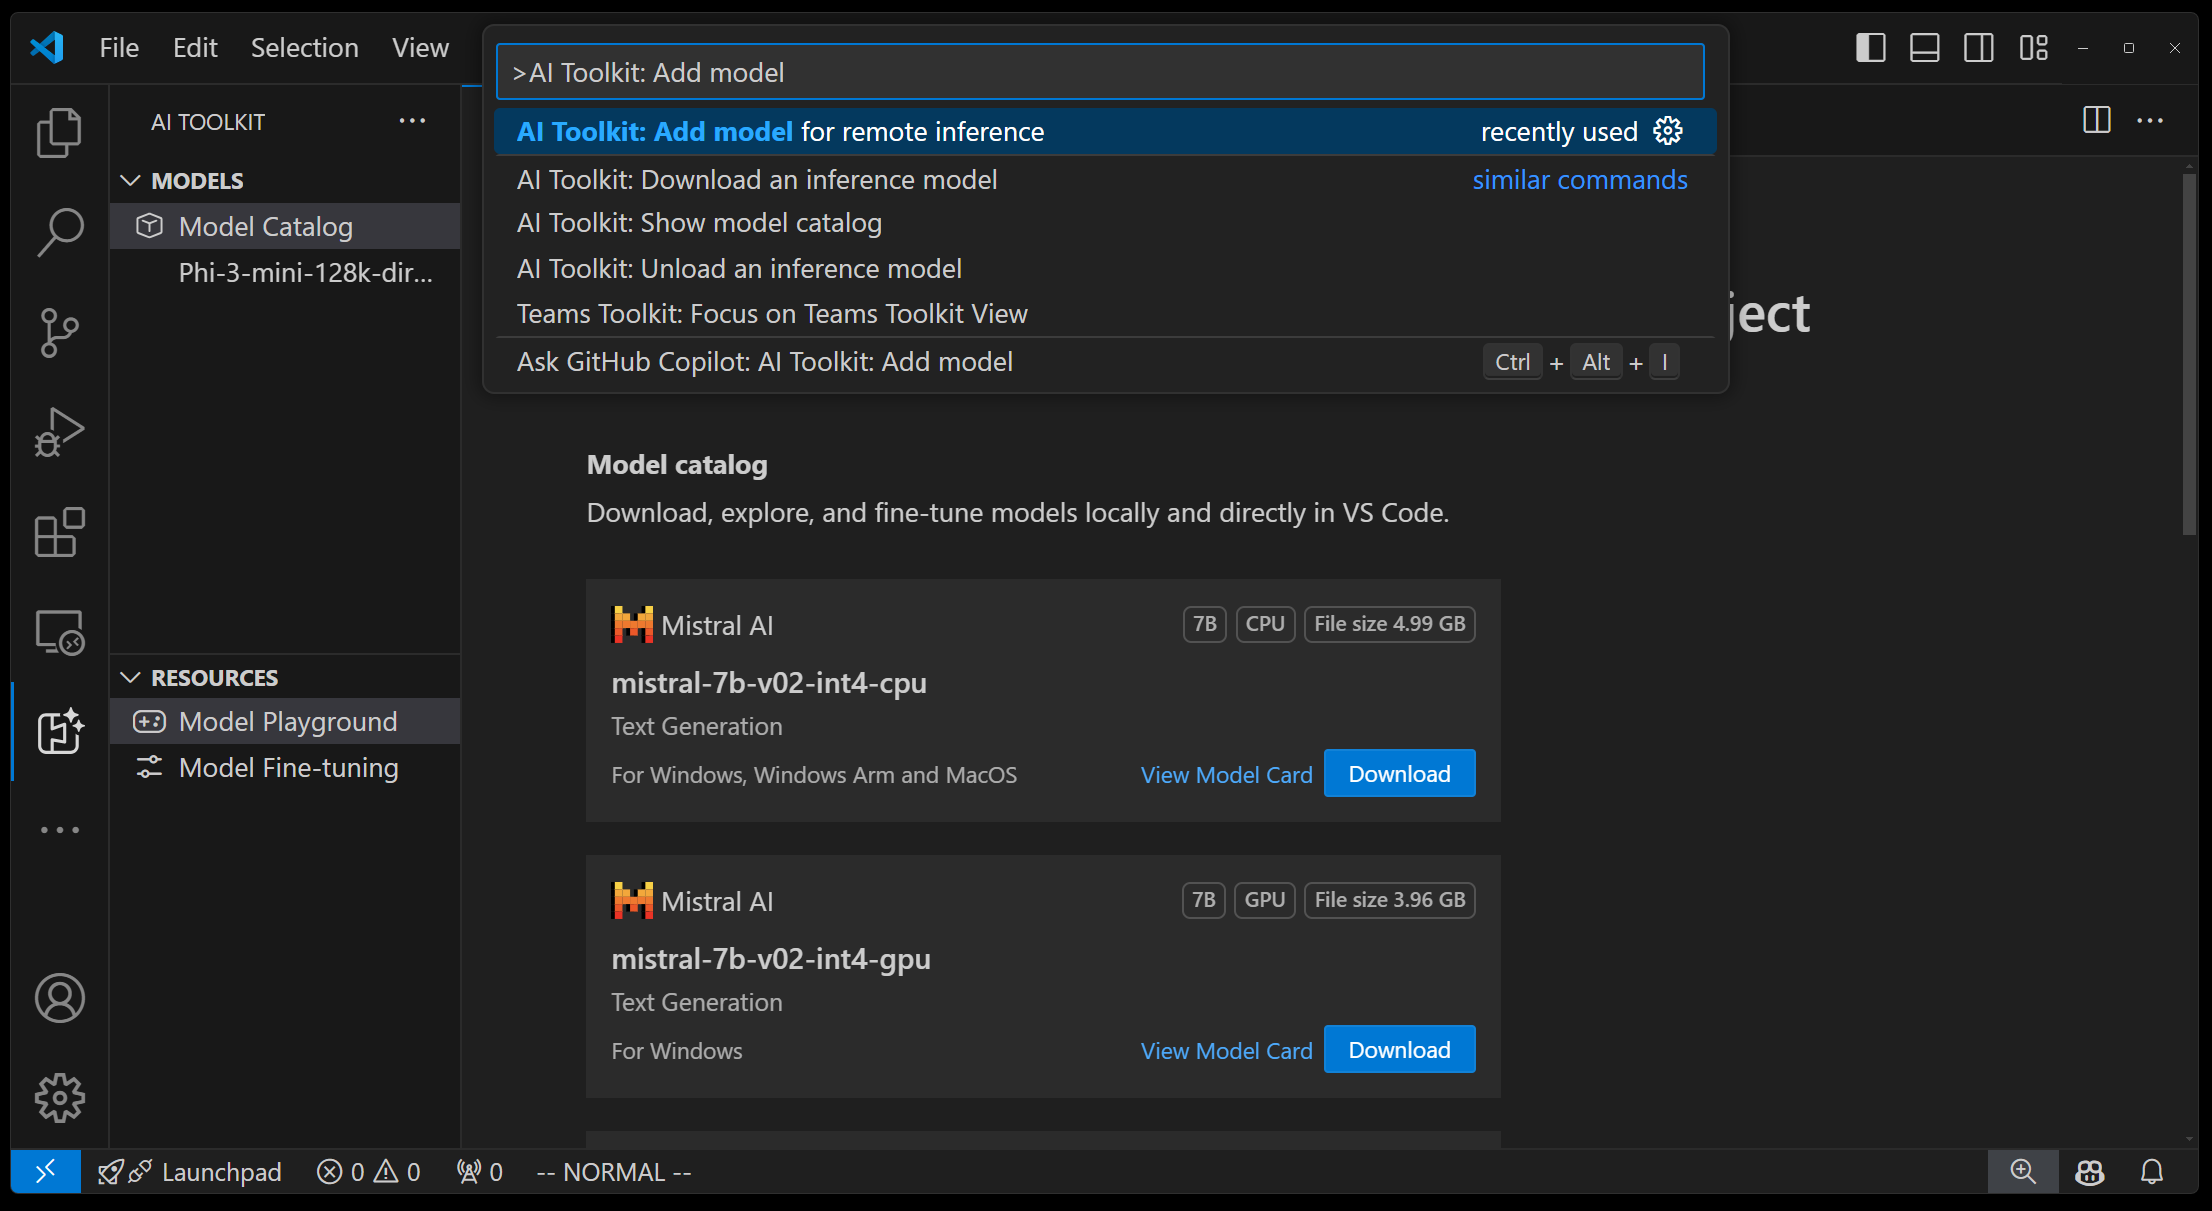 File Edit Selection View
>AI Toolkit: Add model
AI Toolkit: Add model for remote inference recently used
AI Toolkit: Download an inference model similar commands
AI Toolkit: Show model catalog
AI Toolkit: Unload an inference model
Teams Toolkit: Focus on Teams Toolkit View
Ask GitHub Copilot: AI Toolkit: Add model Ctrl + Alt + I
AI TOOLKIT
MODELS
Model Catalog
Phi-3-mini-128k-dir...
RESOURCES
Model Playground
Model Fine-tuning
ject
Model catalog
Download, explore, and fine-tune models locally and directly in VS Code.
Mistral AI 7B CPU File size 4.99 GB
mistral-7b-v02-int4-cpu
Text Generation
For Windows, Windows Arm and MacOS View Model Card Download
Mistral AI 7B GPU File size 3.96 GB
mistral-7b-v02-int4-gpu
Text Generation
For Windows View Model Card Download
Launchpad 0 0 0 -- NORMAL --